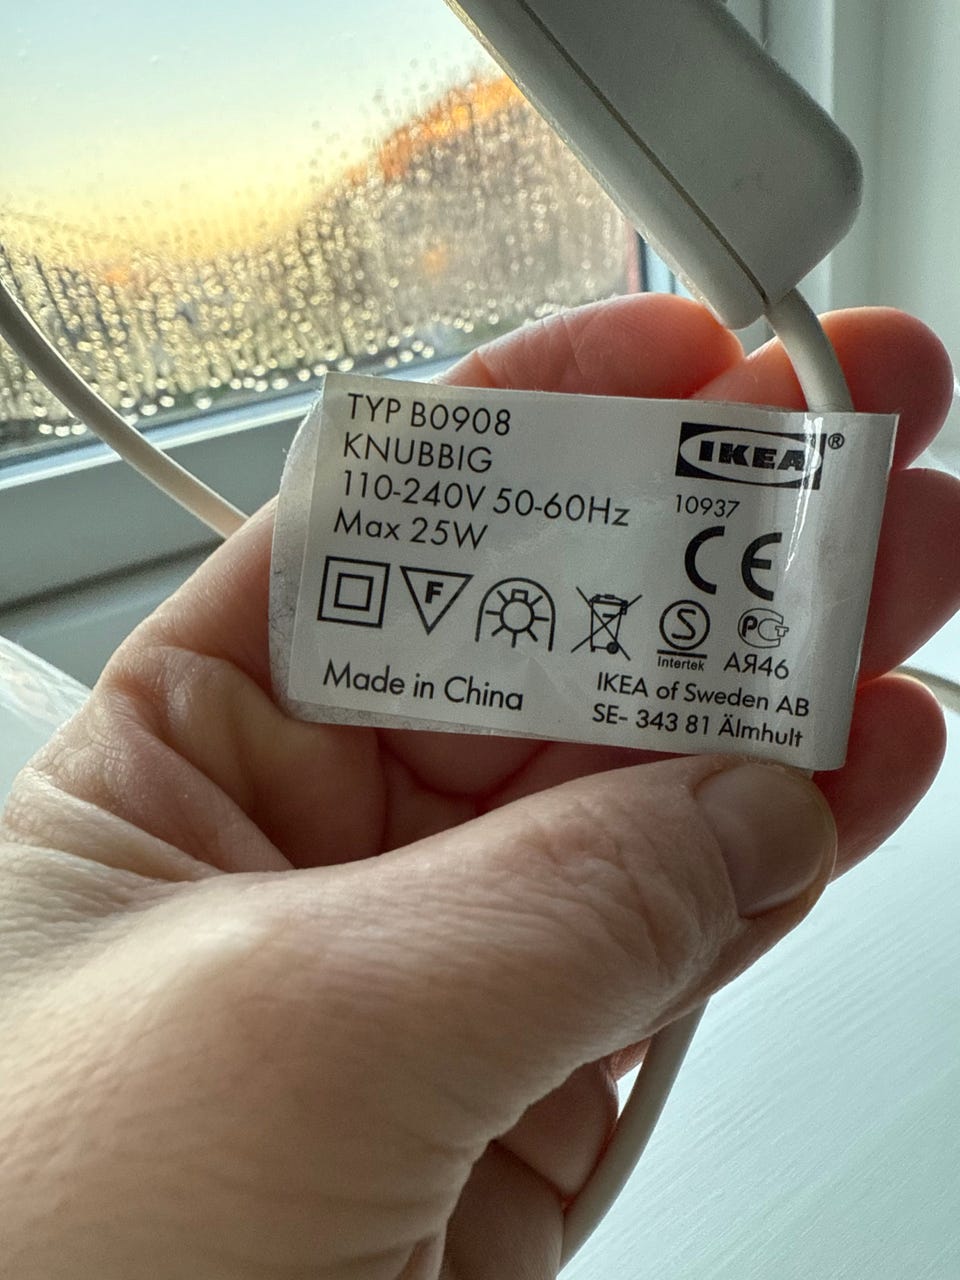 TYP B0908
KNUBBIG
110-240V 50-60Hz
Max 25W
F
Made in China
IKEA®
10937
CE
S
Intertek
РСТ
АЯ46
IKEA of Sweden AB
SE- 343 81 Älmhult